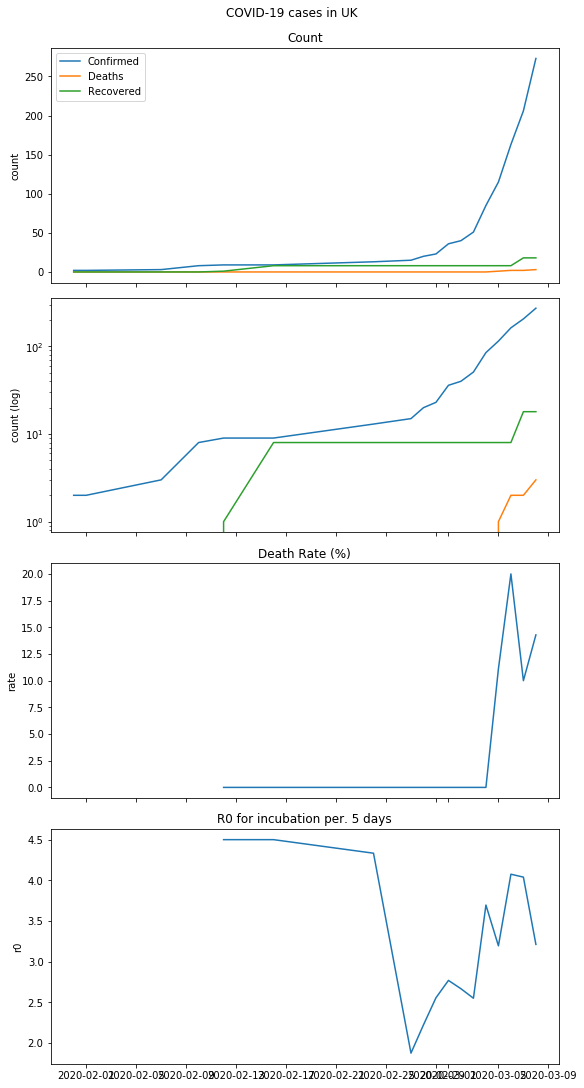 COVID-19 cases in UK
Count
Confirmed
Deaths
Recovered
250
200
150
100
50
0
count
10²
10¹
10⁰
count (log)
Death Rate (%)
20.0
17.5
15.0
12.5
10.0
7.5
5.0
2.5
0.0
rate
R0 for incubation per. 5 days
4.5
4.0
3.5
3.0
2.5
2.0
r0
2020-02-01 2020-02-05 2020-02-09 2020-02-13 2020-02-17 2020-02-21 2020-02-25 2020-02-29 2020-03-01 2020-03-05 2020-03-09